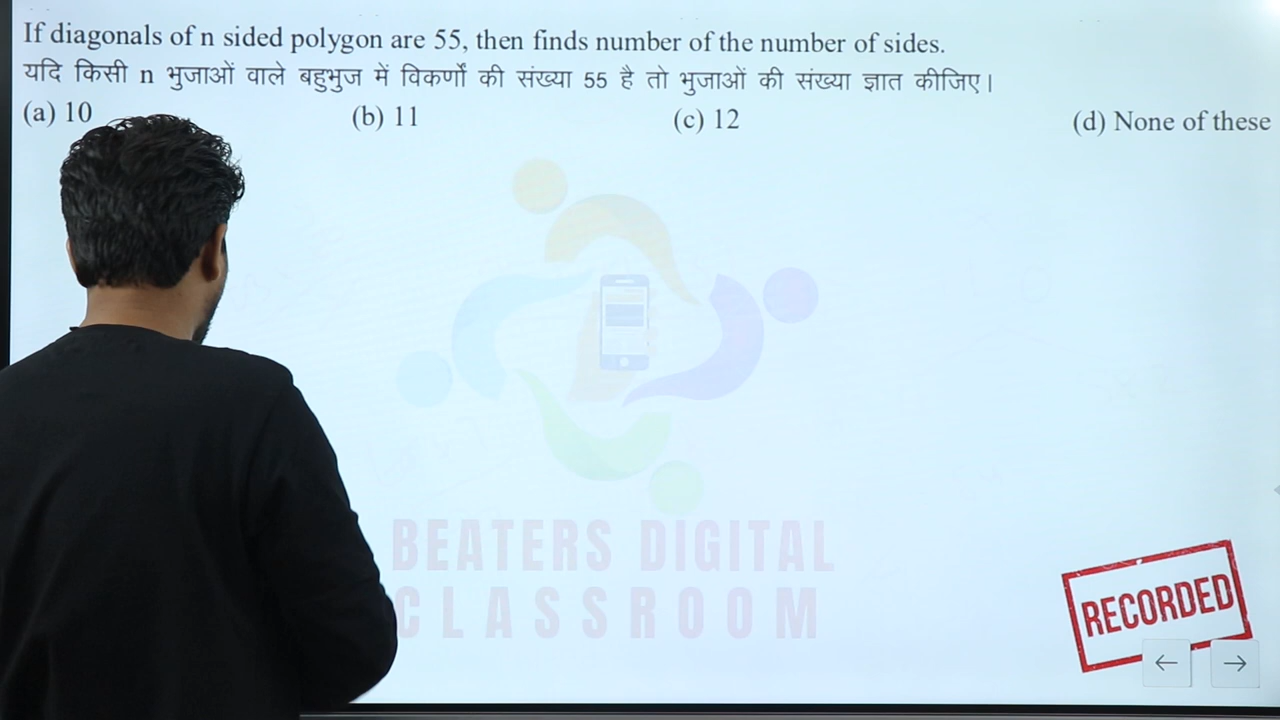 If diagonals of n sided polygon are 55, then finds number of the number of sides.
यदि किसी n भुजाओं वाले बहुभुज में विकर्णों की संख्या 55 है तो भुजाओं की संख्या ज्ञात कीजिए।
(a) 10 (b) 11 (c) 12 (d) None of these
BEATERS DIGITAL
CLASSROOM
RECORDED